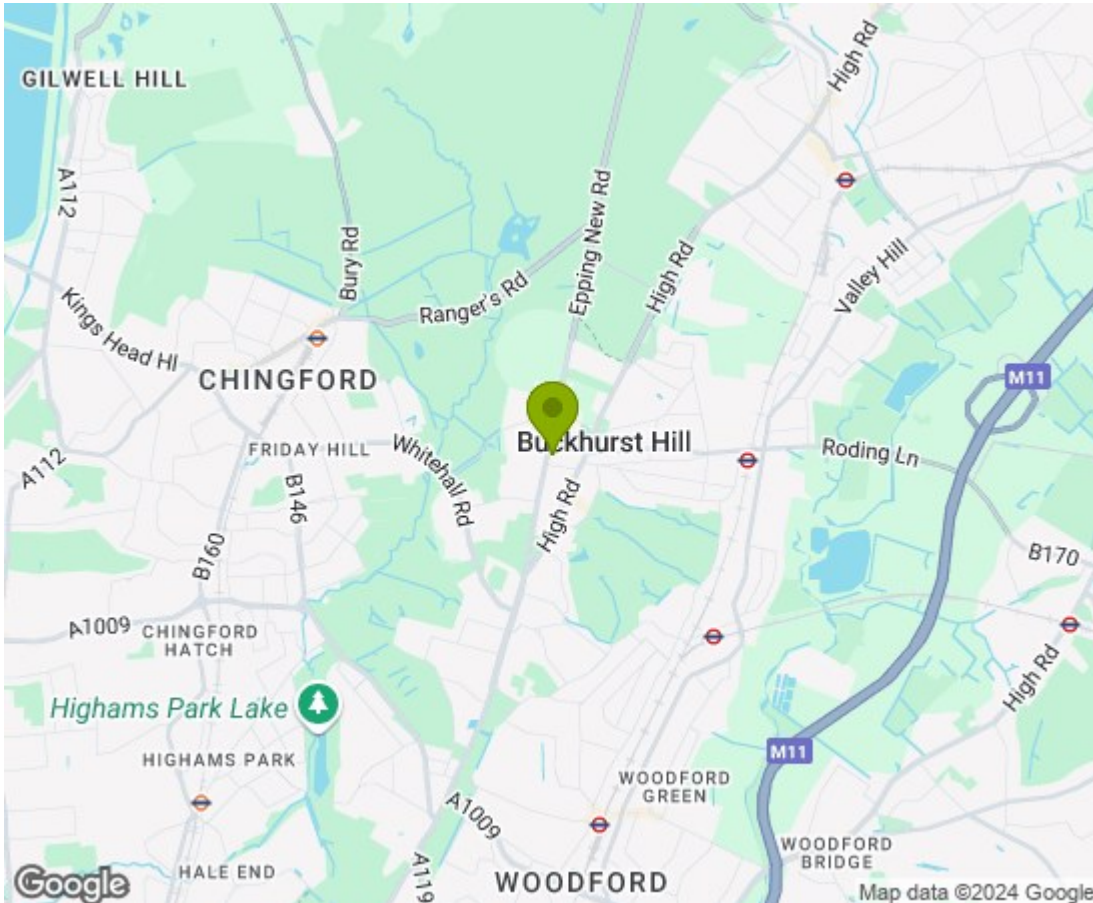 High Rd
GILWELL HILL
A112
Bury Rd
Epping New Rd
High Rd
Valley Hill
Kings Head Hl
Ranger's Rd
M11
CHINGFORD
FRIDAY HILL
Whitehall Rd
Buckhurst Hill
Roding Ln
A112
B146
High Rd
B160
B170
A1009
CHINGFORD
HATCH
High Rd
Highams Park Lake
M11
HIGHAMS PARK
WOODFORD
GREEN
A1009
WOODFORD
BRIDGE
HALE END
A119
WOODFORD
Google
Map data ©2024 Google